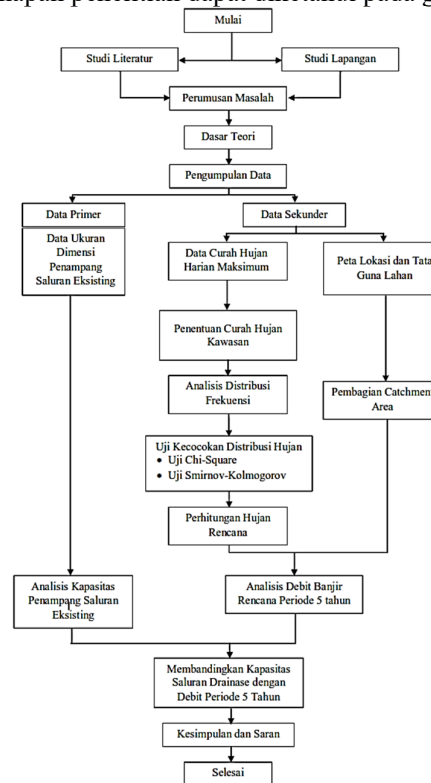 dapat diketahui pada g
Mulai
Studi Literatur
Studi Lapangan
Perumusan Masalah
Dasar Teori
Pengumpulan Data
Data Primer
Data Ukuran
Dimensi
Penampang
Saluran Eksisting
Data Sekunder
Data Curah Hujan
Harian Maksimum
Peta Lokasi dan Tata
Guna Lahan
Penentuan Curah Hujan
Kawasan
Analisis Distribusi
Frekuensi
Pembagian Catchmen
Area
Uji Kecocokan Distribusi Hujan
• Uji Chi-Square
• Uji Smirnov-Kolmogorov
Perhitungan Hujan
Rencana
Analisis Kapasitas
Penampang Saluran
Eksisting
Analisis Debit Banjir
Rencana Periode 5 tahun
Membandingkan Kapasitas
Saluran Drainase dengan
Debit Periode 5 Tahun
Kesimpulan dan Saran
Selesai